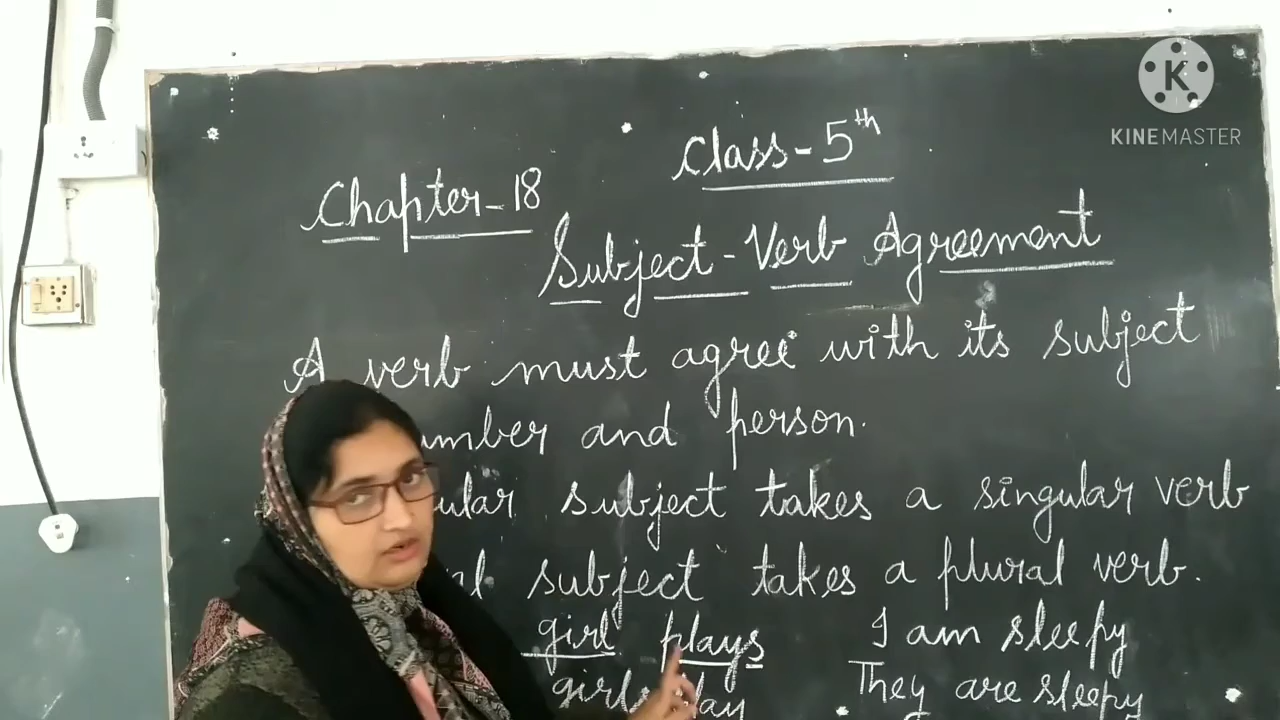 K
KINEMASTER
Class-5th
Chapter-18
Subject-Verb Agreement
A verb must agree with its subject
and person.
subject takes a singular verb
subject takes a plural verb.
girl plays I am sleepy
They are sleepy